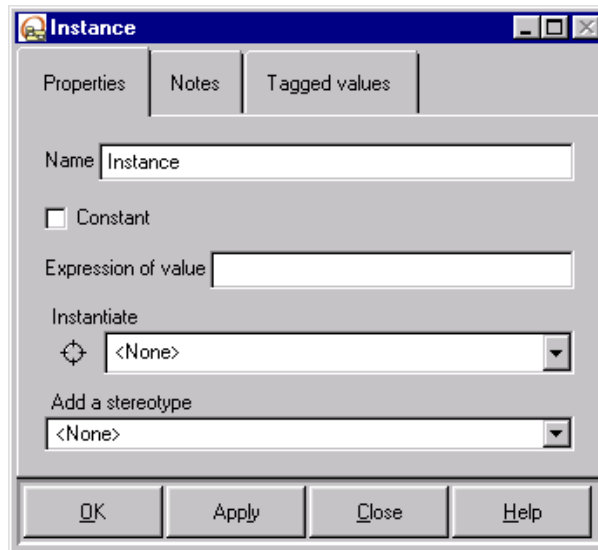 Instance
Properties Notes Tagged values
Name Instance
Constant
Expression of value
Instantiate
<None>
Add a stereotype
<None>
OK Apply Close Help